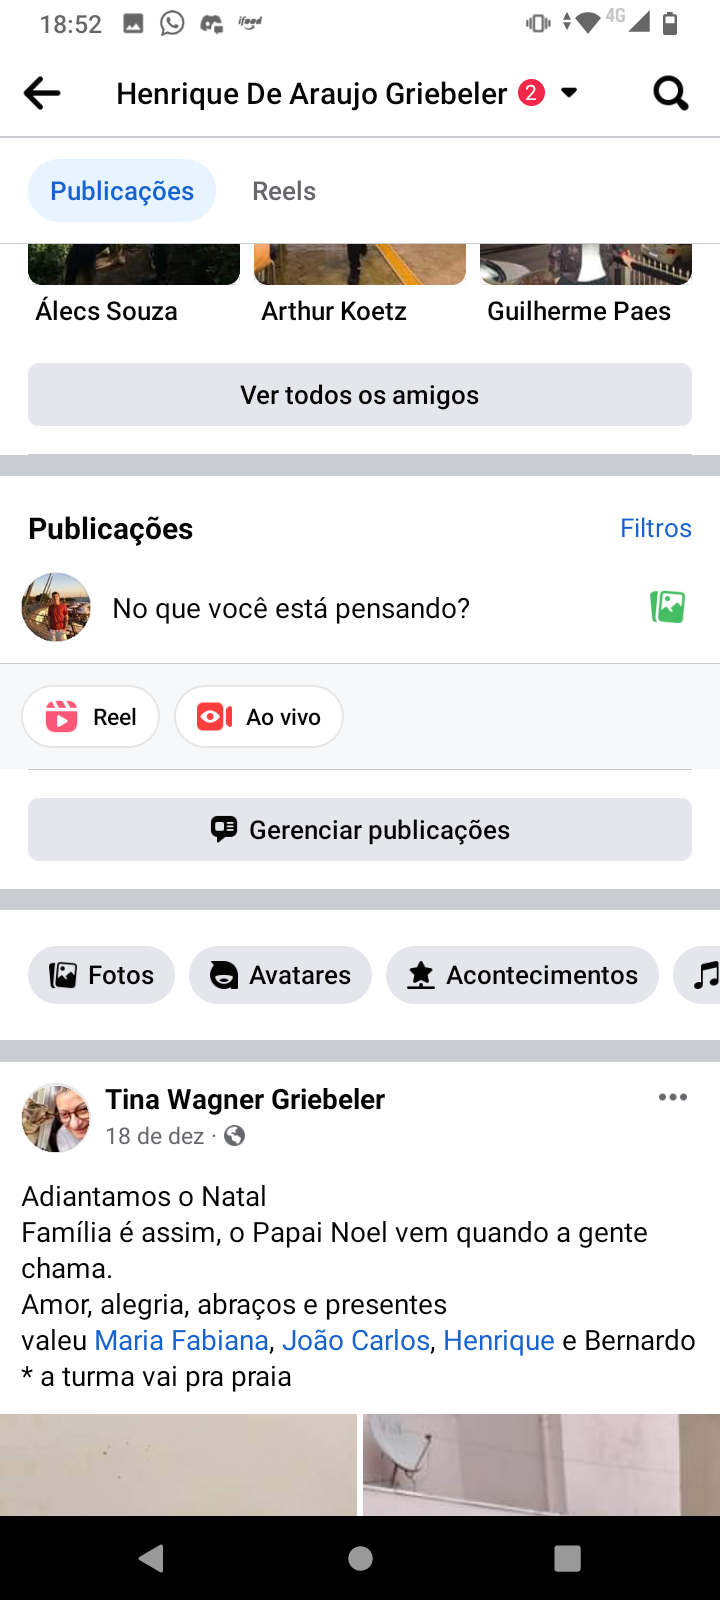 18:52
ifood
4G
Henrique De Araujo Griebeler 2
Publicações Reels
Álecs Souza Arthur Koetz Guilherme Paes
Ver todos os amigos
Publicações Filtros
No que você está pensando?
Reel Ao vivo
Gerenciar publicações
Fotos Avatares Acontecimentos
Tina Wagner Griebeler
18 de dez ·
Adiantamos o Natal
Família é assim, o Papai Noel vem quando a gente
chama.
Amor, alegria, abraços e presentes
valeu Maria Fabiana, João Carlos, Henrique e Bernardo
* a turma vai pra praia